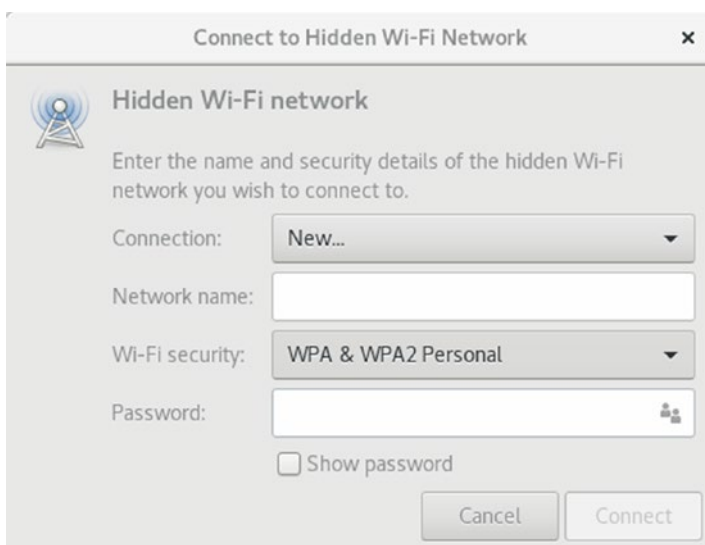 Connect to Hidden Wi-Fi Network
Hidden Wi-Fi network
Enter the name and security details of the hidden Wi-Fi
network you wish to connect to.
Connection: New...
Network name:
Wi-Fi security: WPA & WPA2 Personal
Password:
Show password
Cancel Connect